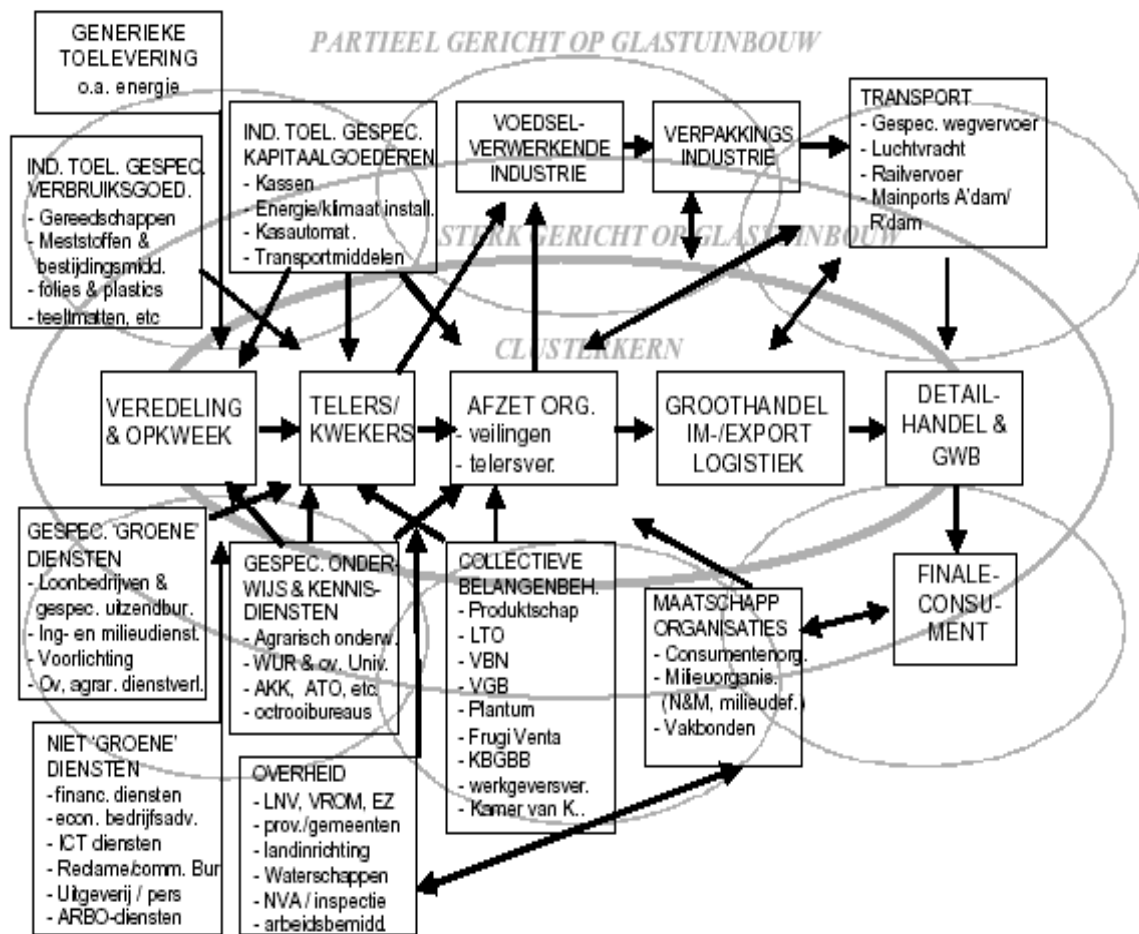 GENERIEKE
TOELEVERING
o.a. energie
PARTIEEL GERICHT OP GLASTUINBOUW
IND. TOEL. GESPEC.
VERBRUIKSGOED.
- Gereedschappen
- Meststoffen &
bestijdingsmidd.
- folies & plastics
- teeltmatten, etc
IND. TOEL. GESPEC.
KAPITAALGOEDEREN
- Kassen
- Energie/klimaat install.
- Kasautomat.
- Transportmiddelen
VOEDSEL-
VERWERKENDE
INDUSTRIE
VERPAKKINGS
INDUSTRIE
TRANSPORT
- Gespec. wegvervoer
- Luchtvracht
- Railvervoer
- Mainports A'dam/
R'dam
STERK GERICHT OP GLASTUINBOUW
CLUSTERKERN
VEREDELING
& OPKWEEK
TELERS/
KWEKERS
AFZET ORG.
- veilingen
- telersver.
GROOTHANDEL
IM-/EXPORT
LOGISTIEK
DETAIL-
HANDEL &
GWB
GESPEC. 'GROENE'
DIENSTEN
- Loonbedrijven &
gespec. uitzendbur.
- Ing- en milieudienst.
- Voorlichting
- Ov, agrar. dienstverl.
GESPEC. ONDER-
WIJS & KENNIS-
DIENSTEN
- Agrarisch onderw.
- WUR & ov. Univ.
- AKK, ATO, etc.
- octrooibureaus
COLLECTIEVE
BELANGENBEH.
- Produktschap
- LTO
- VBN
- VGB
- Plantum
- Frugi Venta
- KBGBB
- werkgeversver.
- Kamer van K..
MAATSCHAPP
ORGANISATIES
- Consumentenorg.
- Milieuorganis.
(N&M, milieudef.)
- Vakbonden
FINALE-
CONSU-
MENT
NIET 'GROENE'
DIENSTEN
- financ. diensten
- econ. bedrijfsadv.
- ICT diensten
- Reclame/comm. Bur
- Uitgeverij / pers
- ARBO-diensten
OVERHEID
- LNV, VROM, EZ
- prov./gemeenten
- landinrichting
- Waterschappen
- NVA / inspectie
- arbeidsbemidd.